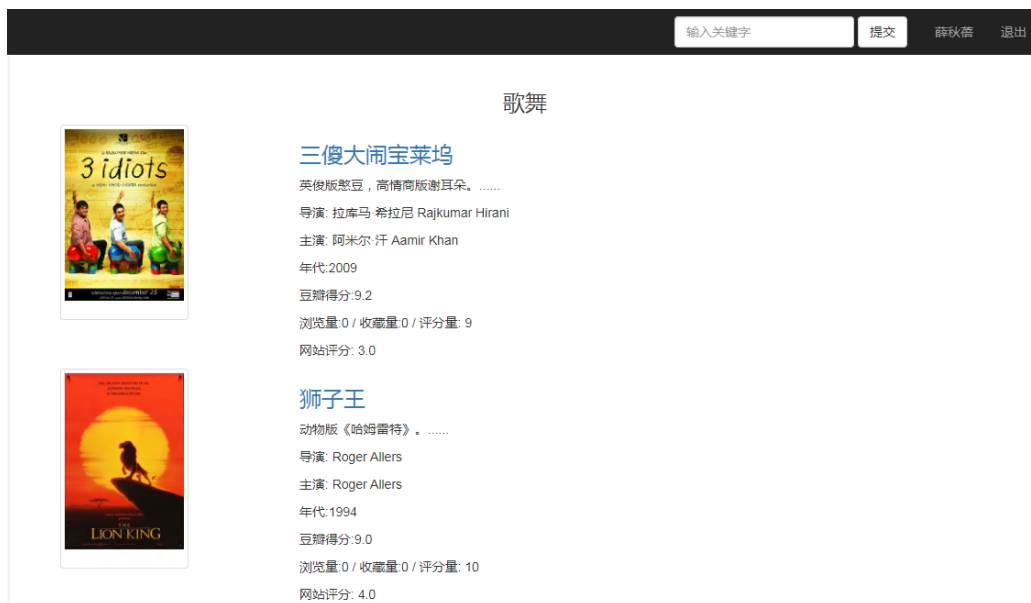 输入关键字
提交
薛秋蓓
退出
歌舞
3 idiots
三傻大闹宝莱坞
英俊版憨豆，高情商版谢耳朵。......
导演: 拉库马·希拉尼 Rajkumar Hirani
主演: 阿米尔·汗 Aamir Khan
年代:2009
豆瓣得分:9.2
浏览量:0 / 收藏量:0 / 评分量: 9
网站评分: 3.0
THE
LION KING
狮子王
动物版《哈姆雷特》。......
导演: Roger Allers
主演: Roger Allers
年代:1994
豆瓣得分:9.0
浏览量:0 / 收藏量:0 / 评分量: 10
网站评分: 4.0